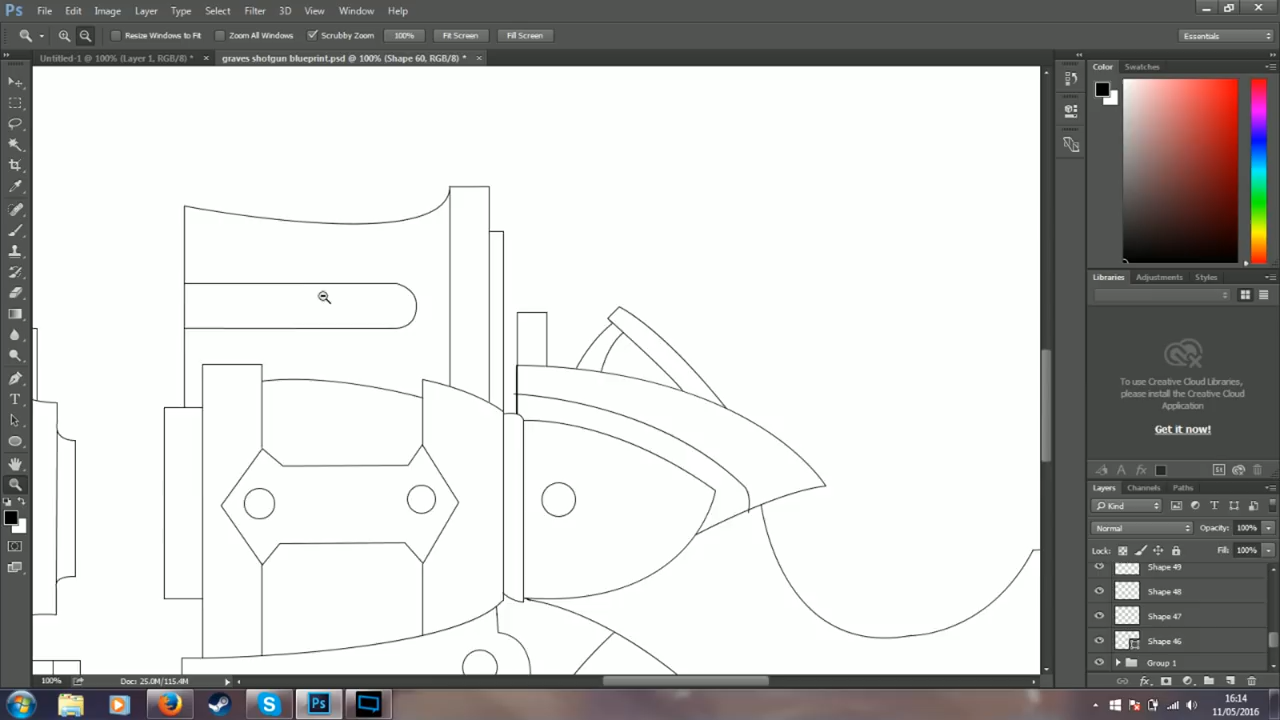 Ps File Edit Image Layer Type Select Filter 3D View Window Help
Resize Windows to Fit Zoom All Windows Scrubby Zoom 100% Fit Screen Fill Screen Essentials
Untitled-1 @ 100% (Layer 1, RGB/8) * × graves shotgun blueprint.psd @ 100% (Shape 60, RGB/8) * ×
Color Swatches
Libraries Adjustments Styles
To use Creative Cloud Libraries,
please install the Creative Cloud
Application
Get it now!
Layers Channels Paths
Kind
Normal Opacity: 100%
Lock: Fill: 100%
Shape 49
Shape 48
Shape 47
Shape 46
Group 1
100% Doc: 25.0M/115.4M
16:14
11/05/2016